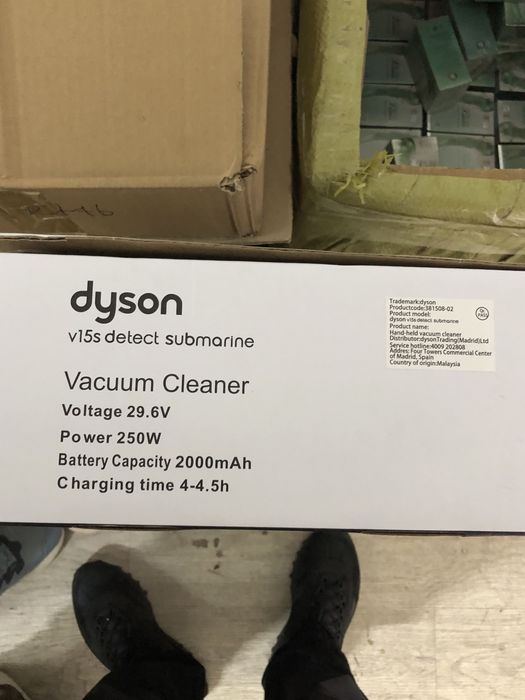 dyson
v15s detect submarine
Vacuum Cleaner
Voltage 29.6V
Power 250W
Battery Capacity 2000mAh
Charging time 4-4.5h
Trademark:dyson
Productcode:381508-02
Product model:
dyson v15s detect submarine
Product name:
Hand-held vacuum cleaner
Distributor:dysonTrading(Madrid)Ltd
Service hotline:4009 202808
Addres: Four Towers Commercial Center
of Madrid, Spain
Country of origin:Malaysia
PASS